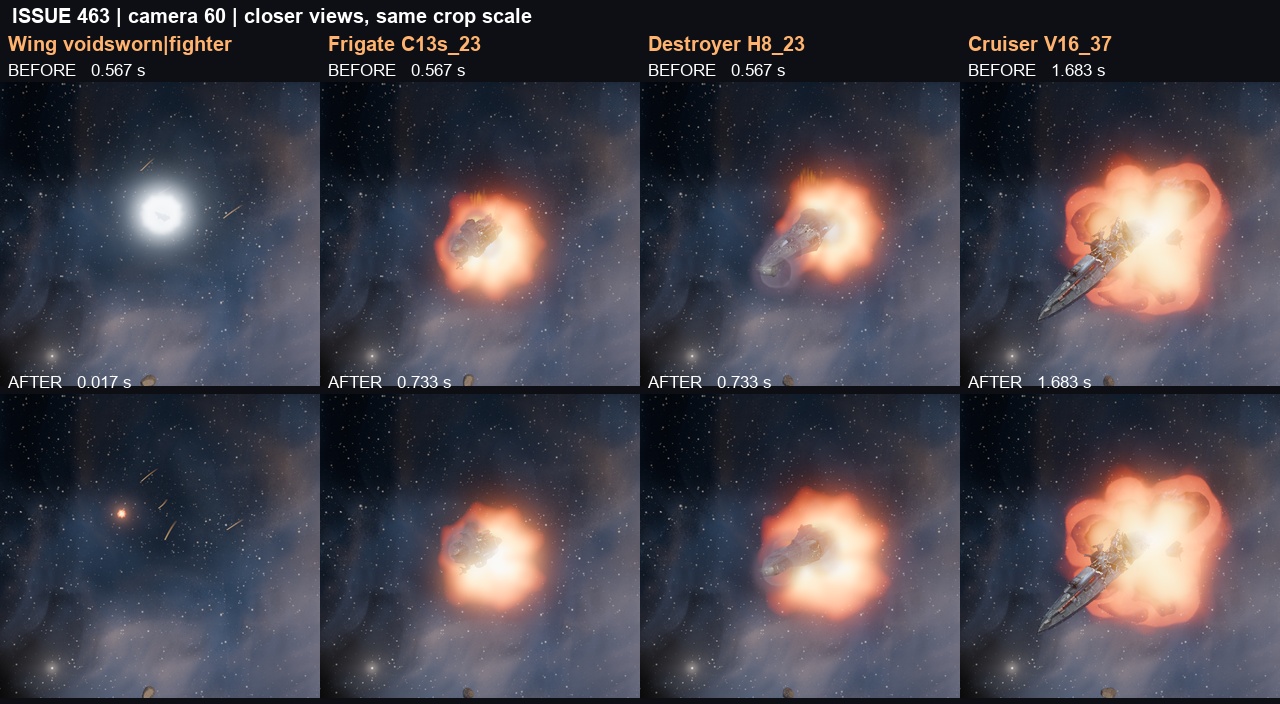 ISSUE 463 | camera 60 | closer views, same crop scale
Wing voidsworn|fighter
BEFORE 0.567 s
Frigate C13s_23
BEFORE 0.567 s
Destroyer H8_23
BEFORE 0.567 s
Cruiser V16_37
BEFORE 1.683 s
AFTER 0.017 s
AFTER 0.733 s
AFTER 0.733 s
AFTER 1.683 s